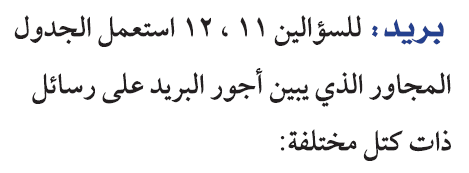 بريد: للسؤالين ١١ ، ١٢ استعمل الجدول
المجاور الذي يبين أجور البريد على رسائل
ذات كتل مختلفة: